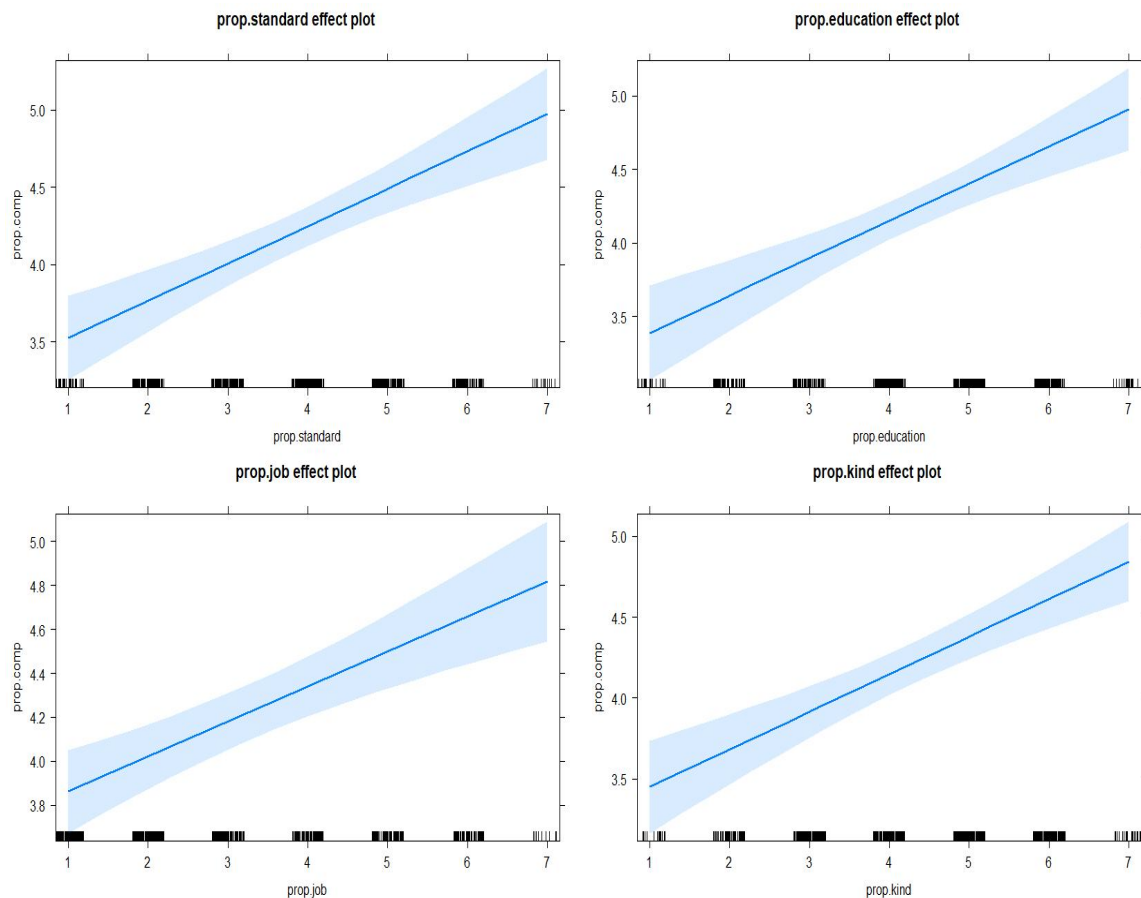 prop.standard effect plot
5.0
4.5
4.0
3.5
prop.comp
1 2 3 4 5 6 7
prop.standard
prop.education effect plot
5.0
4.5
4.0
3.5
prop.comp
1 2 3 4 5 6 7
prop.education
prop.job effect plot
5.0
4.8
4.6
4.4
4.2
4.0
3.8
prop.comp
1 2 3 4 5 6 7
prop.job
prop.kind effect plot
5.0
4.5
4.0
3.5
prop.comp
1 2 3 4 5 6 7
prop.kind